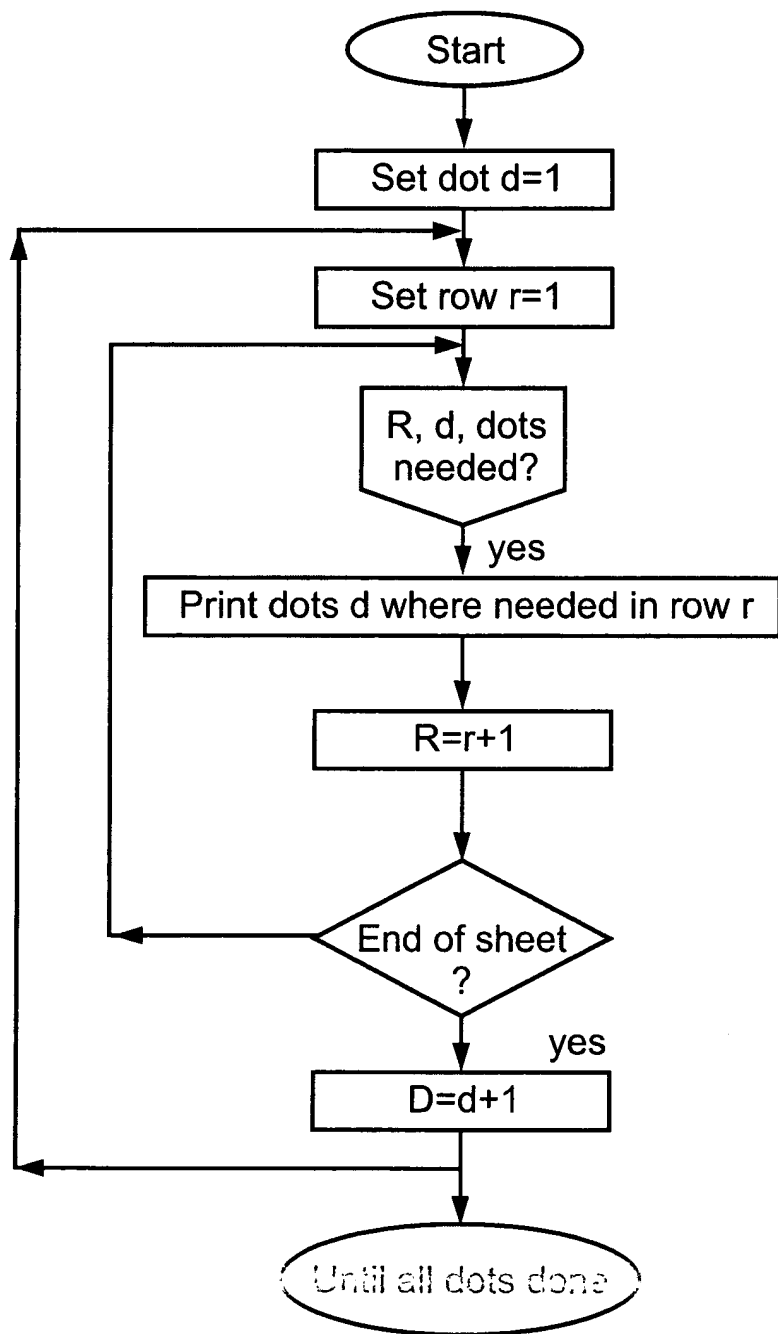 Start
Set dot d=1
Set row r=1
R, d, dots
needed?
yes
Print dots d where needed in row r
R=r+1
End of sheet
?
yes
D=d+1
Until all dots done